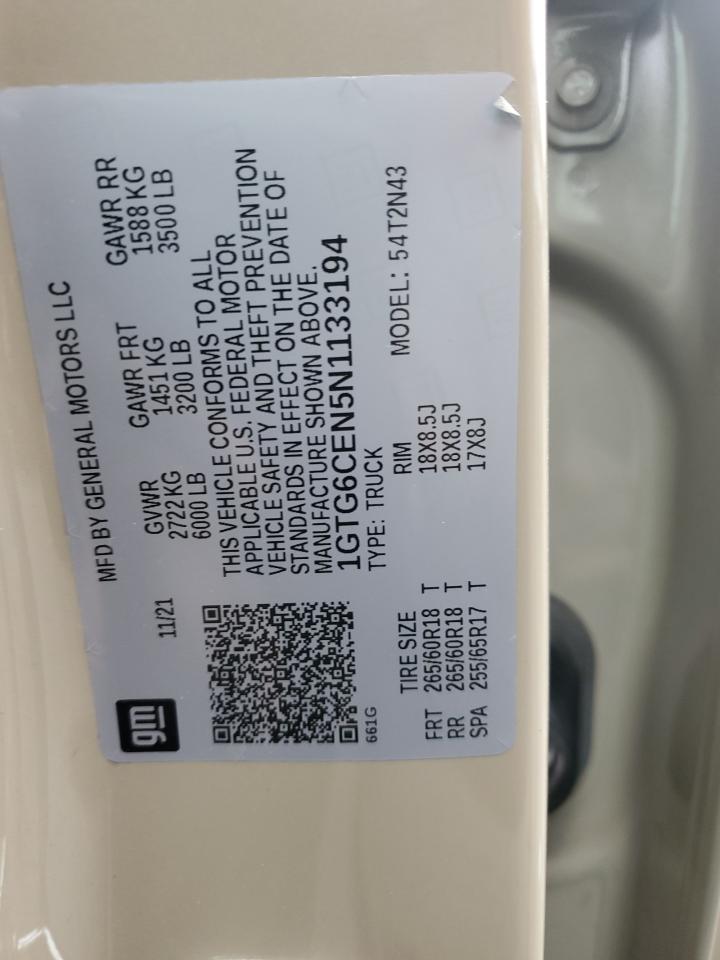 gm
MFD BY GENERAL MOTORS LLC
11/21
GVWR GAWR FRT GAWR RR
2722 KG 1451 KG 1588 KG
6000 LB 3200 LB 3500 LB
THIS VEHICLE CONFORMS TO ALL
APPLICABLE U.S. FEDERAL MOTOR
VEHICLE SAFETY AND THEFT PREVENTION
STANDARDS IN EFFECT ON THE DATE OF
MANUFACTURE SHOWN ABOVE.
1GTG6CEN5N1133194
661G
TYPE: TRUCK MODEL: 54T2N43
TIRE SIZE RIM
FRT 265/60R18 T 18X8.5J
RR 265/60R18 T 18X8.5J
SPA 255/65R17 T 17X8J